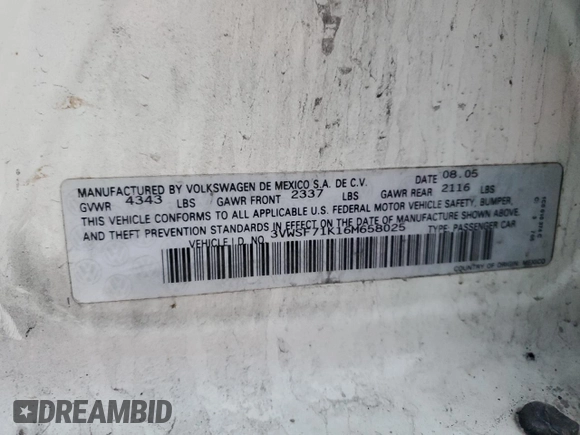 MANUFACTURED BY VOLKSWAGEN DE MEXICO S.A. DE C.V. DATE 08.05
GVWR 4343 LBS GAWR FRONT 2337 LBS GAWR REAR 2116 LBS
THIS VEHICLE CONFORMS TO ALL APPLICABLE U.S. FEDERAL MOTOR VEHICLE SAFETY, BUMPER,
AND THEFT PREVENTION STANDARDS IN EFFECT ON THE DATE OF MANUFACTURE SHOWN ABOVE.
VEHICLE I.D. NO. 3VWSF71K16M658025 TYPE: PASSENGER CAR
COUNTRY OF ORIGIN: MEXICO
DREAMBID